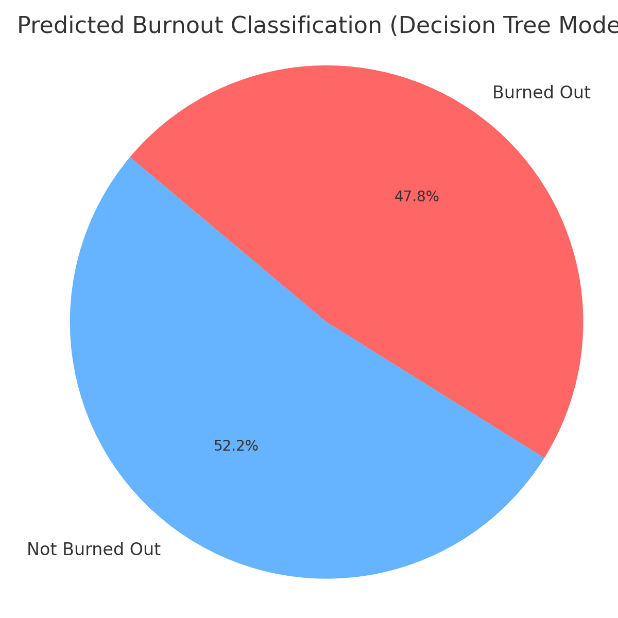 Predicted Burnout Classification (Decision Tree Mode
Burned Out
47.8%
52.2%
Not Burned Out